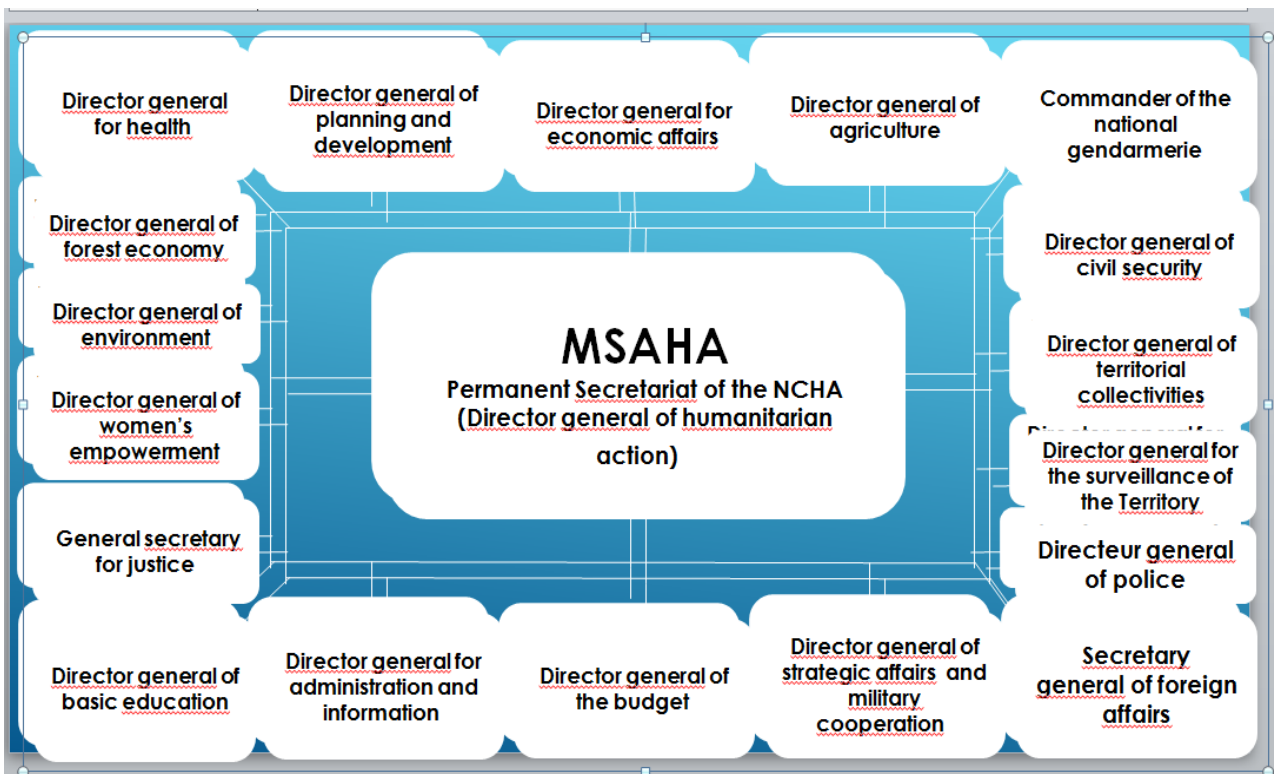 Director general
for health
Director general of
planning and
development
Director general for
economic affairs
Director general of
agriculture
Commander of the
national
gendarmerie
Director general of
forest economy
Director general of
environment
Director general of
women's
empowerment
General secretary
for justice
MSAHA
Permanent Secretariat of the NCHA
(Director general of humanitarian
action)
Director general of
civil security
Director general of
territorial
collectivities
Director general for
Director general for
the surveillance of
the Territory
Directeur general
of police
Director general of
basic education
Director general for
administration and
information
Director general of
the budget
Director general of
strategic affairs and
military
cooperation
Secretary
general of foreign
affairs